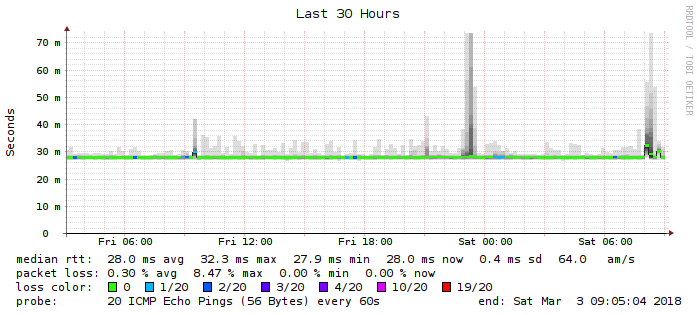 Last 30 Hours
RRDTOOL / TOBI OETIKER
Seconds
70 m
60 m
50 m
40 m
30 m
20 m
10 m
0
Fri 06:00 Fri 12:00 Fri 18:00 Sat 00:00 Sat 06:00
median rtt: 28.0 ms avg 32.3 ms max 27.9 ms min 28.0 ms now 0.4 ms sd 64.0 am/s
packet loss: 0.30 % avg 8.47 % max 0.00 % min 0.00 % now
loss color: 0 1/20 2/20 3/20 4/20 10/20 19/20
probe: 20 ICMP Echo Pings (56 Bytes) every 60s end: Sat Mar 3 09:05:04 2018